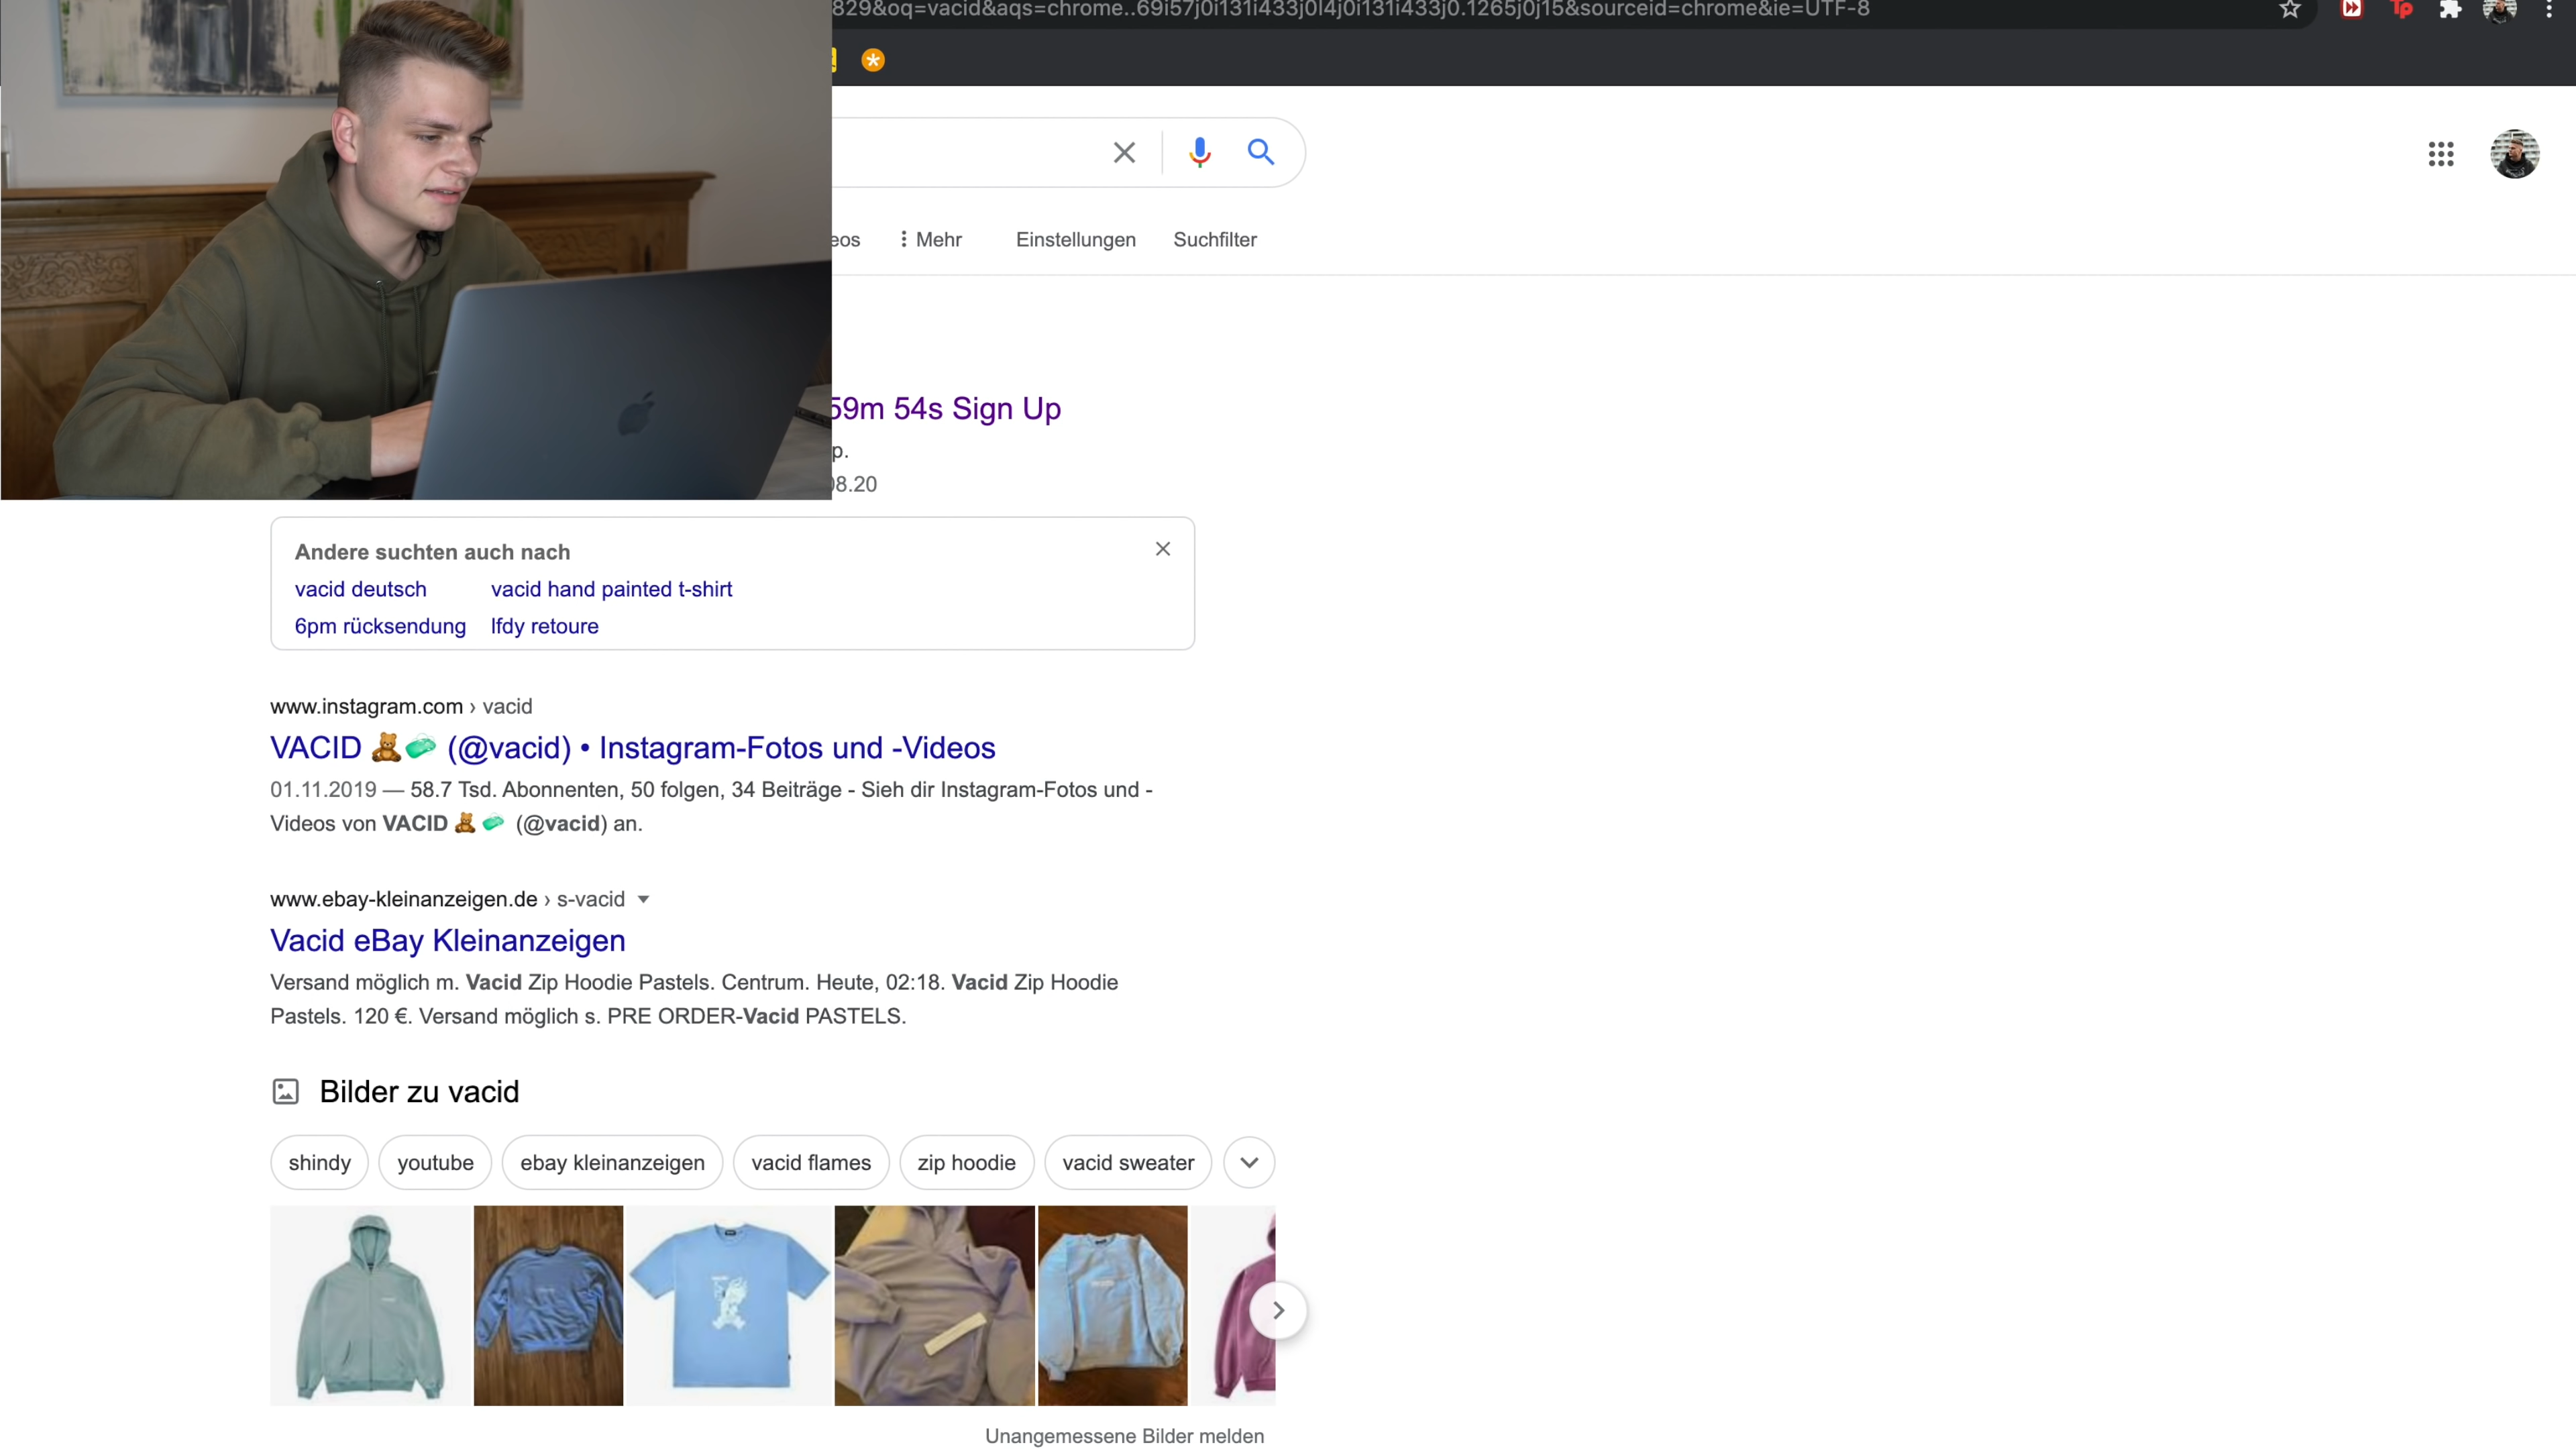 829&oq=vacid&aqs=chrome..69i57j0i131i433j0l4j0i131i433j0.1265j0j15&sourceid=chrome&ie=UTF-8
eos Mehr Einstellungen Suchfilter
59m 54s Sign Up
p.
08.20
Andere suchten auch nach
vacid deutsch vacid hand painted t-shirt
6pm rücksendung lfdy retoure
www.instagram.com › vacid
VACID 🧸🧼 (@vacid) • Instagram-Fotos und -Videos
01.11.2019 — 58.7 Tsd. Abonnenten, 50 folgen, 34 Beiträge - Sieh dir Instagram-Fotos und -
Videos von VACID 🧸🧼 (@vacid) an.
www.ebay-kleinanzeigen.de › s-vacid
Vacid eBay Kleinanzeigen
Versand möglich m. Vacid Zip Hoodie Pastels. Centrum. Heute, 02:18. Vacid Zip Hoodie
Pastels. 120 €. Versand möglich s. PRE ORDER-Vacid PASTELS.
Bilder zu vacid
shindy youtube ebay kleinanzeigen vacid flames zip hoodie vacid sweater
Unangemessene Bilder melden